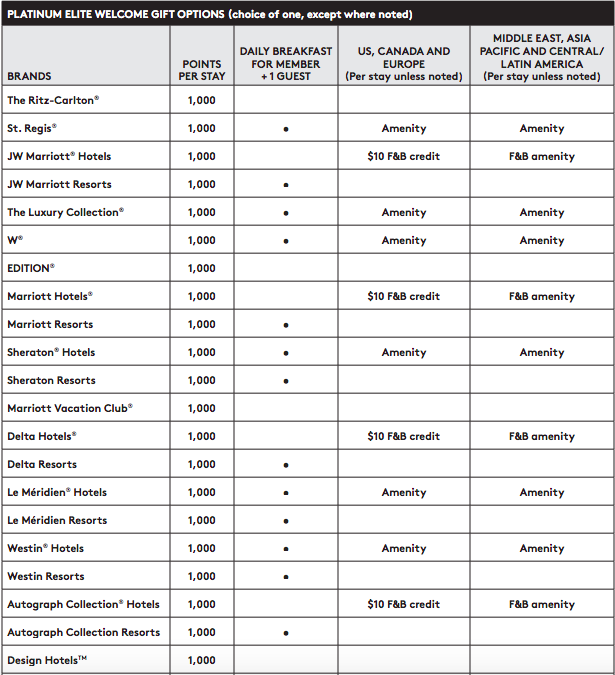 PLATINUM ELITE WELCOME GIFT OPTIONS (choice of one, except where noted)
BRANDS
POINTS
PER STAY
DAILY BREAKFAST
FOR MEMBER
+ 1 GUEST
US, CANADA AND
EUROPE
(Per stay unless noted)
MIDDLE EAST, ASIA
PACIFIC AND CENTRAL/
LATIN AMERICA
(Per stay unless noted)
The Ritz-Carlton® 1,000
St. Regis® 1,000 • Amenity Amenity
JW Marriott® Hotels 1,000 $10 F&B credit F&B amenity
JW Marriott Resorts 1,000 •
The Luxury Collection® 1,000 • Amenity Amenity
W® 1,000 • Amenity Amenity
EDITION® 1,000
Marriott Hotels® 1,000 $10 F&B credit F&B amenity
Marriott Resorts 1,000 •
Sheraton® Hotels 1,000 • Amenity Amenity
Sheraton Resorts 1,000 •
Marriott Vacation Club® 1,000
Delta Hotels® 1,000 $10 F&B credit F&B amenity
Delta Resorts 1,000 •
Le Méridien® Hotels 1,000 • Amenity Amenity
Le Méridien Resorts 1,000 •
Westin® Hotels 1,000 • Amenity Amenity
Westin Resorts 1,000 •
Autograph Collection® Hotels 1,000 $10 F&B credit F&B amenity
Autograph Collection Resorts 1,000 •
Design Hotels™ 1,000